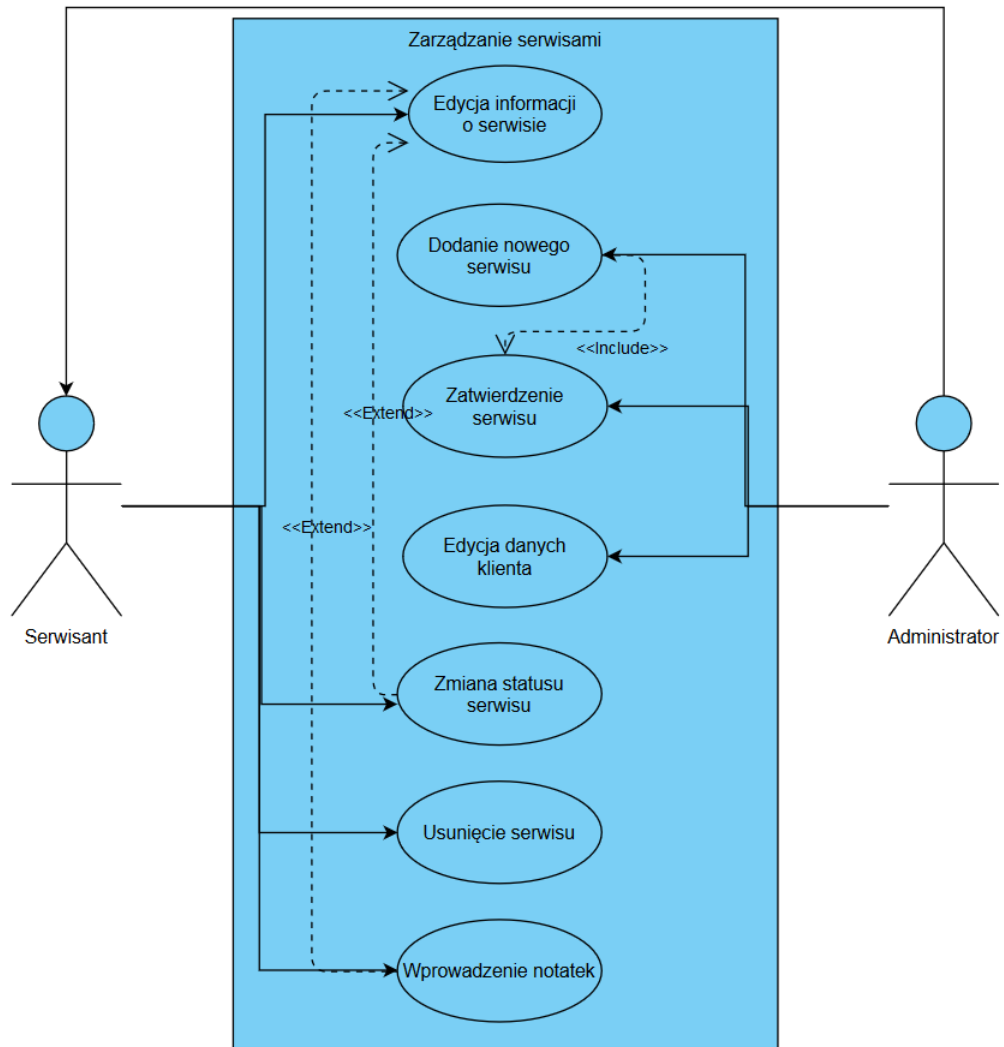 Zarządzanie serwisami
Edycja informacji
o serwisie
Dodanie nowego
serwisu
<<Include>>
Zatwierdzenie
serwisu
<<Extend>>
<<Extend>>
Edycja danych
klienta
Serwisant
Administrator
Zmiana statusu
serwisu
Usunięcie serwisu
Wprowadzenie notatek